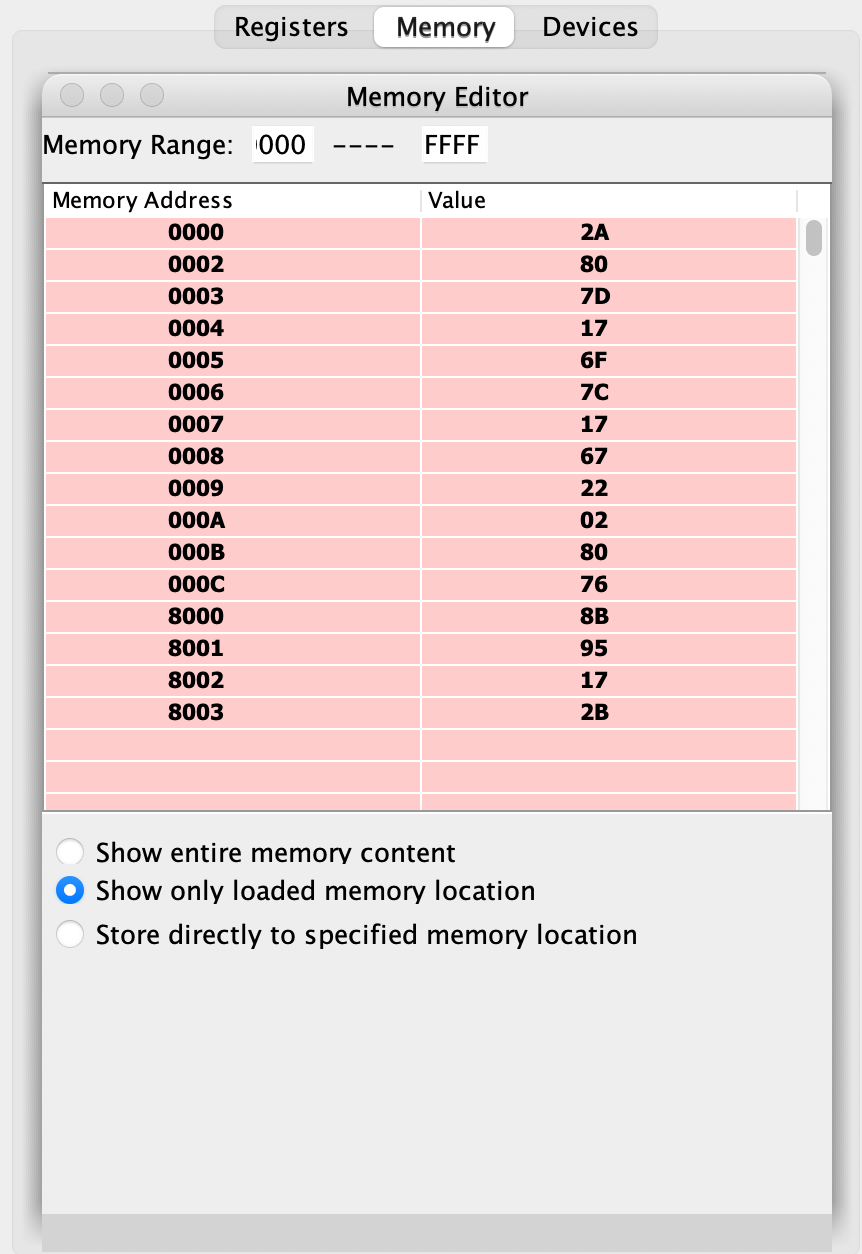 Registers Memory Devices
Memory Editor
Memory Range: 000 ---- FFFF
Memory Address Value
0000 2A
0002 80
0003 7D
0004 17
0005 6F
0006 7C
0007 17
0008 67
0009 22
000A 02
000B 80
000C 76
8000 8B
8001 95
8002 17
8003 2B
Show entire memory content
Show only loaded memory location
Store directly to specified memory location